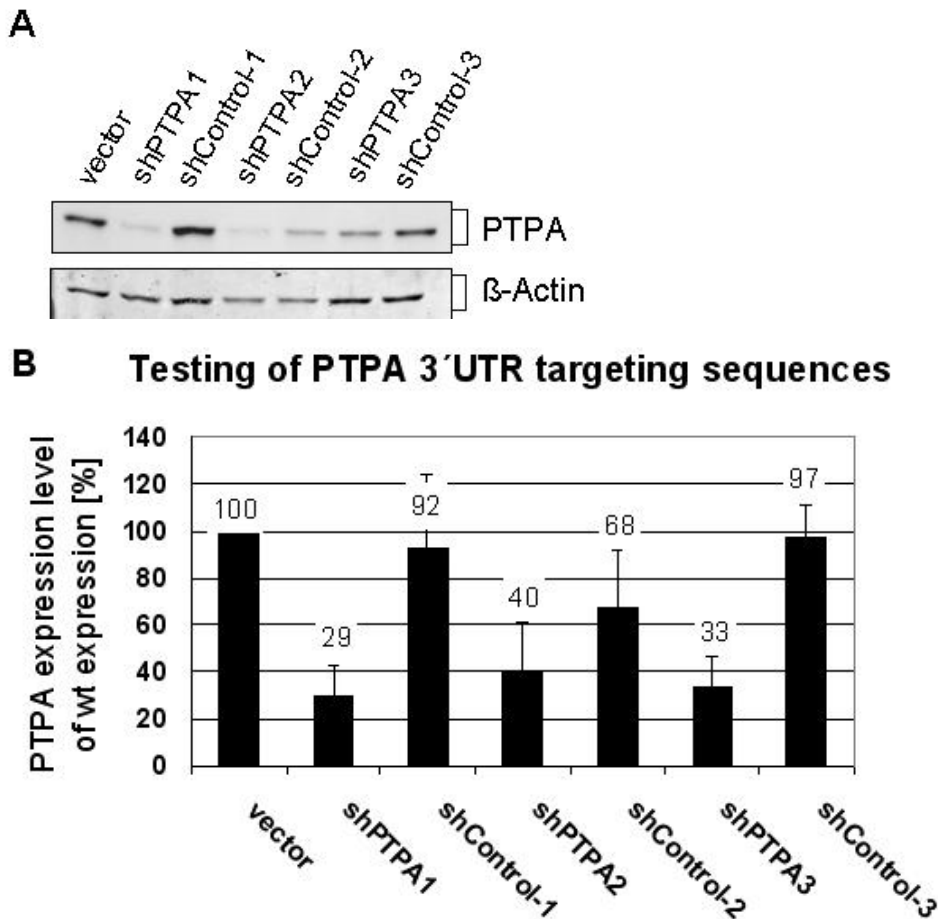 A
vector
shPTPA1
shControl-1
shPTPA2
shControl-2
shPTPA3
shControl-3
PTPA
ß-Actin
B
Testing of PTPA 3´UTR targeting sequences
PTPA expression level
of wt expression [%]
140
120
100
80
60
40
20
0
100
29
92
40
68
33
97
vector
shPTPA1
shControl-1
shPTPA2
shControl-2
shPTPA3
shControl-3